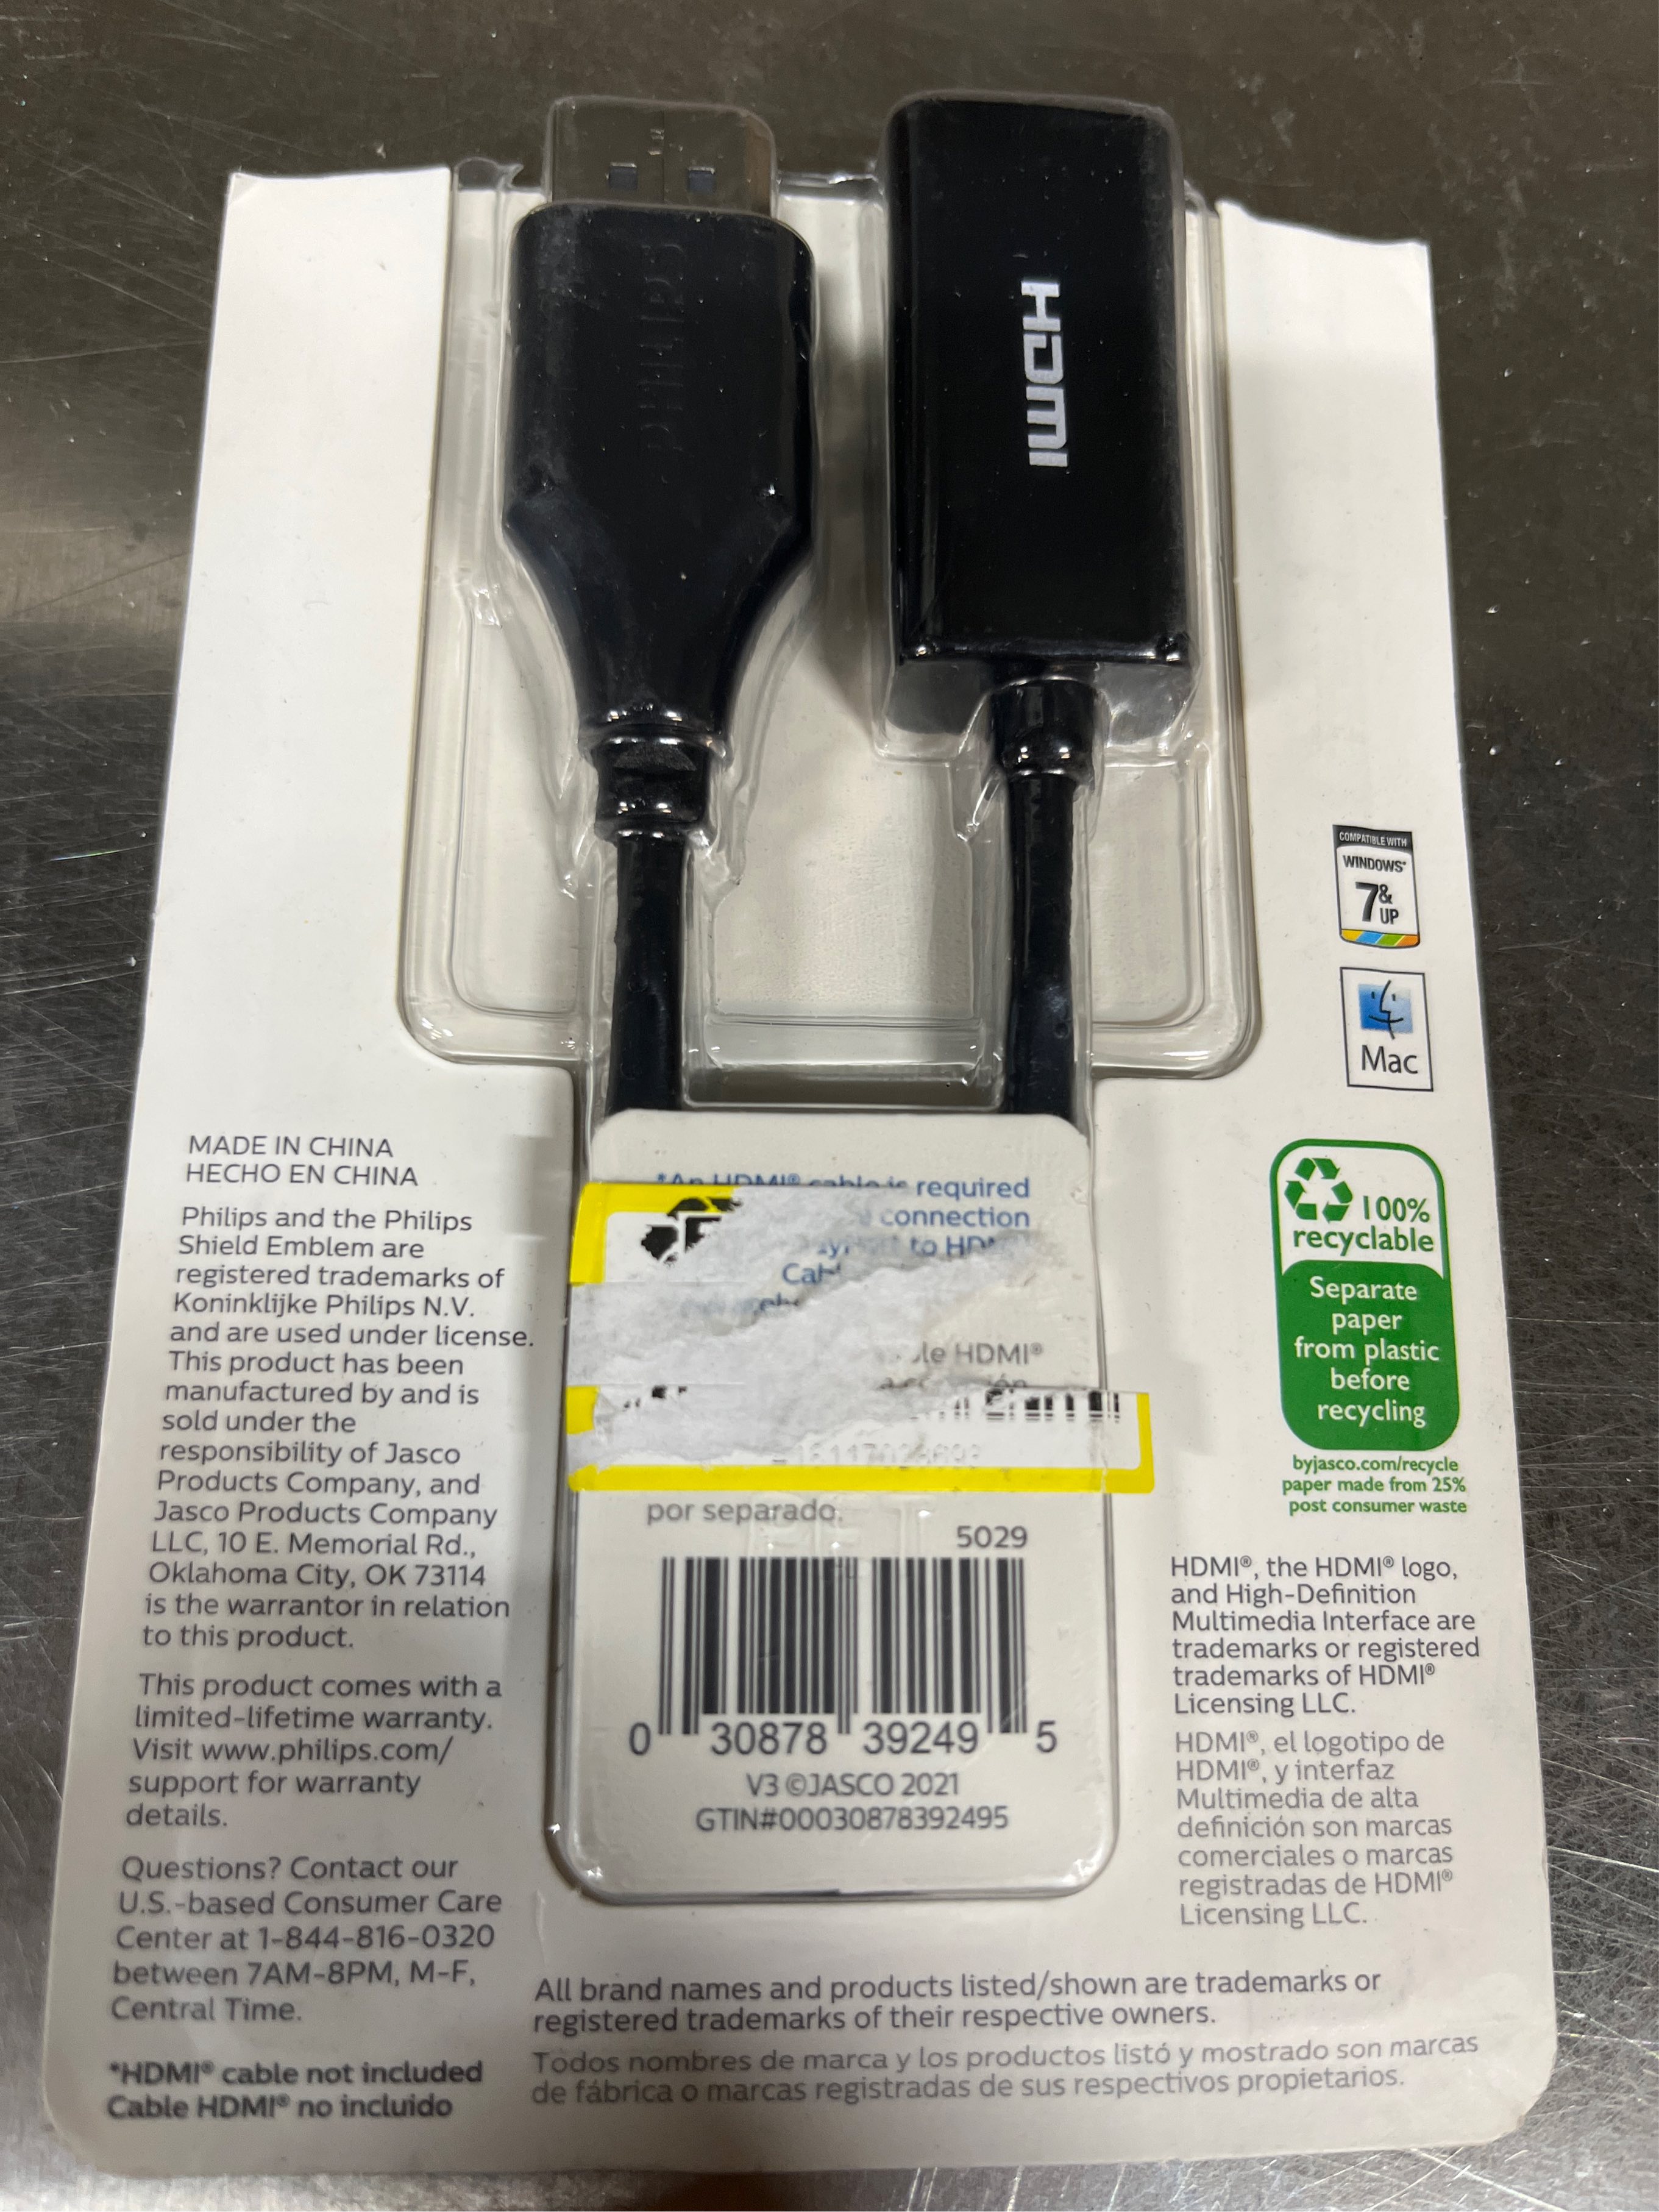 PHILIPS
HDMI
COMPATIBLE WITH
WINDOWS®
7 &
UP
Mac
MADE IN CHINA
HECHO EN CHINA
Philips and the Philips
Shield Emblem are
registered trademarks of
Koninklijke Philips N.V.
and are used under license.
This product has been
manufactured by and is
sold under the
responsibility of Jasco
Products Company, and
Jasco Products Company
LLC, 10 E. Memorial Rd.,
Oklahoma City, OK 73114
is the warrantor in relation
to this product.
This product comes with a
limited-lifetime warranty.
Visit www.philips.com/
support for warranty
details.
Questions? Contact our
U.S.-based Consumer Care
Center at 1-844-816-0320
between 7AM-8PM, M-F,
Central Time.
*HDMI® cable not included
Cable HDMI® no incluido
*An HDMI® cable is required
connection
to HDMI
HDMI®
por separado.
5029
0 30878 39249 5
V3 ©JASCO 2021
GTIN#00030878392495
100%
recyclable
Separate
paper
from plastic
before
recycling
byjasco.com/recycle
paper made from 25%
post consumer waste
HDMI®, the HDMI® logo,
and High-Definition
Multimedia Interface are
trademarks or registered
trademarks of HDMI®
Licensing LLC.
HDMI®, el logotipo de
HDMI®, y interfaz
Multimedia de alta
definición son marcas
comerciales o marcas
registradas de HDMI®
Licensing LLC.
All brand names and products listed/shown are trademarks or
registered trademarks of their respective owners.
Todos nombres de marca y los productos listó y mostrado son marcas
de fábrica o marcas registradas de sus respectivos propietarios.